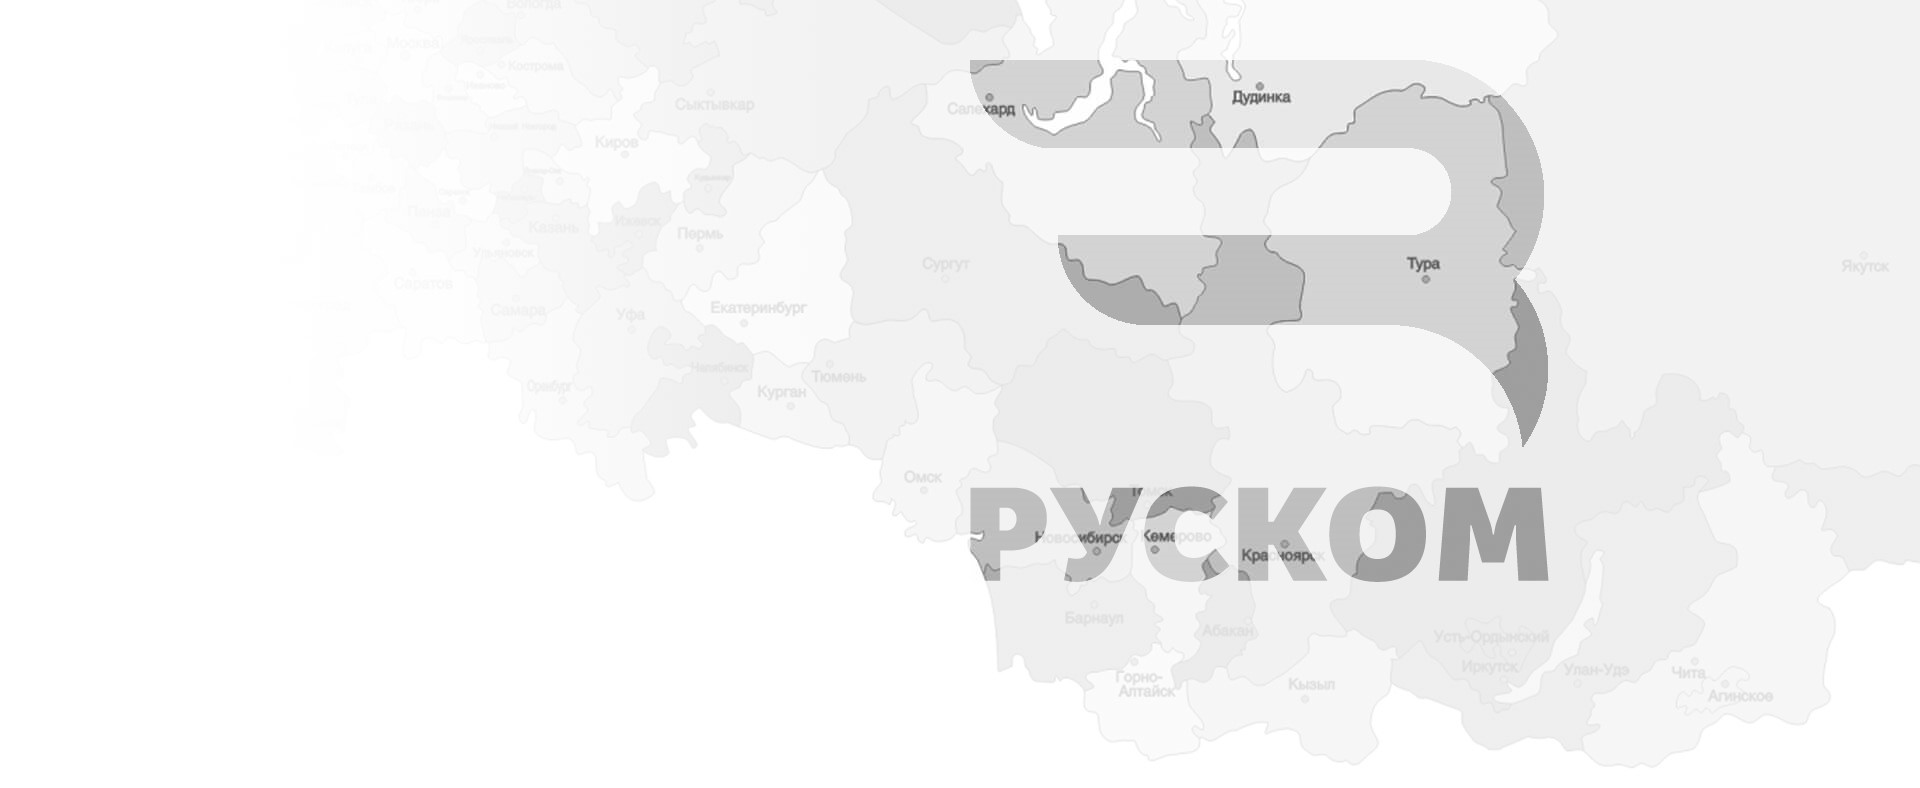 Вологда
Москва
Кострома
Сыктывкар
Салехард
Дудинка
Киров
Ижевск
Казань
Пермь
Ульяновск
Сургут
Тура
Якутск
Саратов
Самара
Уфа
Екатеринбург
Челябинск
Тюмень
Оренбург
Курган
Омск
Томск
РУСКОМ
Новосибирск
Кемерово
Красноярск
Барнаул
Абакан
Усть-Ордынский
Иркутск
Улан-Удэ
Чита
Горно-
Алтайск
Кызыл
Агинское